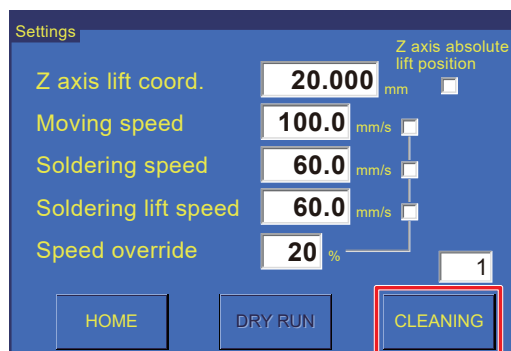 Settings
Z axis absolute
lift position
Z axis lift coord. 20.000 mm
Moving speed 100.0 mm/s
Soldering speed 60.0 mm/s
Soldering lift speed 60.0 mm/s
Speed override 20 %
1
HOME DRY RUN CLEANING